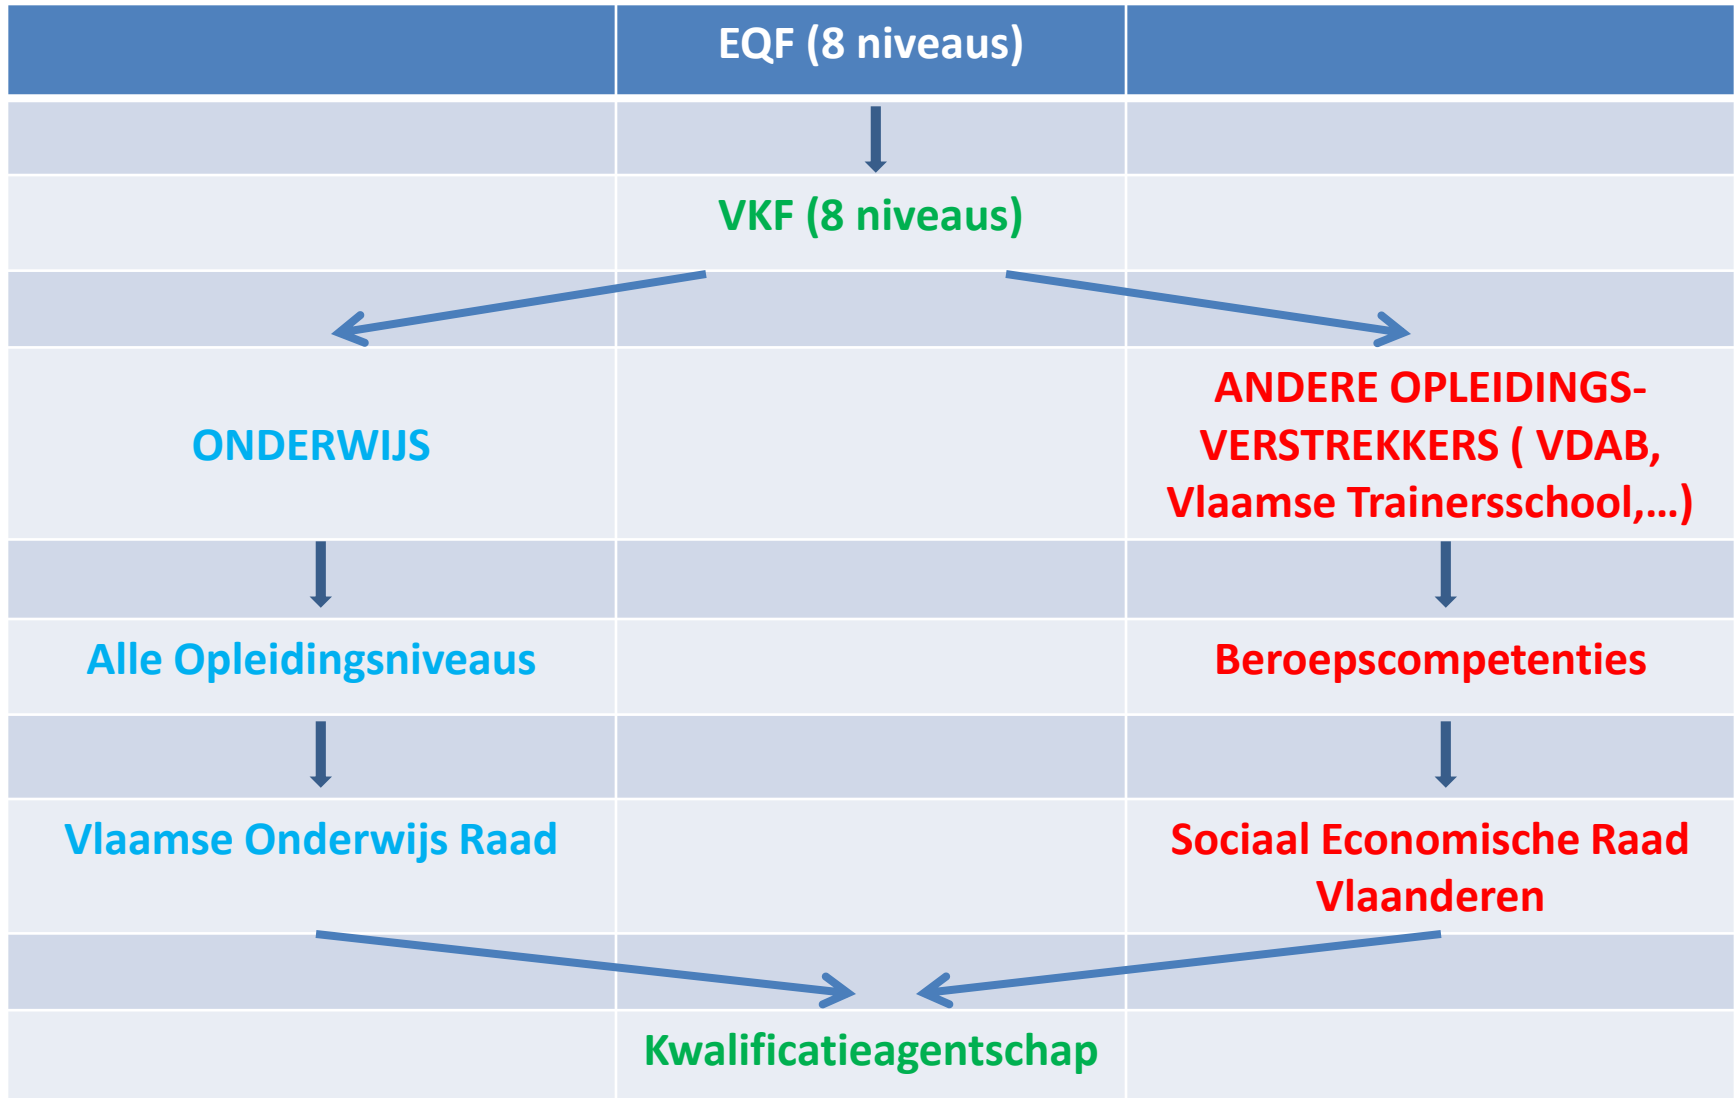 EQF (8 niveaus)
VKF (8 niveaus)
ONDERWIJS
ANDERE OPLEIDINGS-
VERSTREKKERS ( VDAB,
Vlaamse Trainersschool,...)
Alle Opleidingsniveaus
Beroepscompetenties
Vlaamse Onderwijs Raad
Sociaal Economische Raad
Vlaanderen
Kwalificatieagentschap